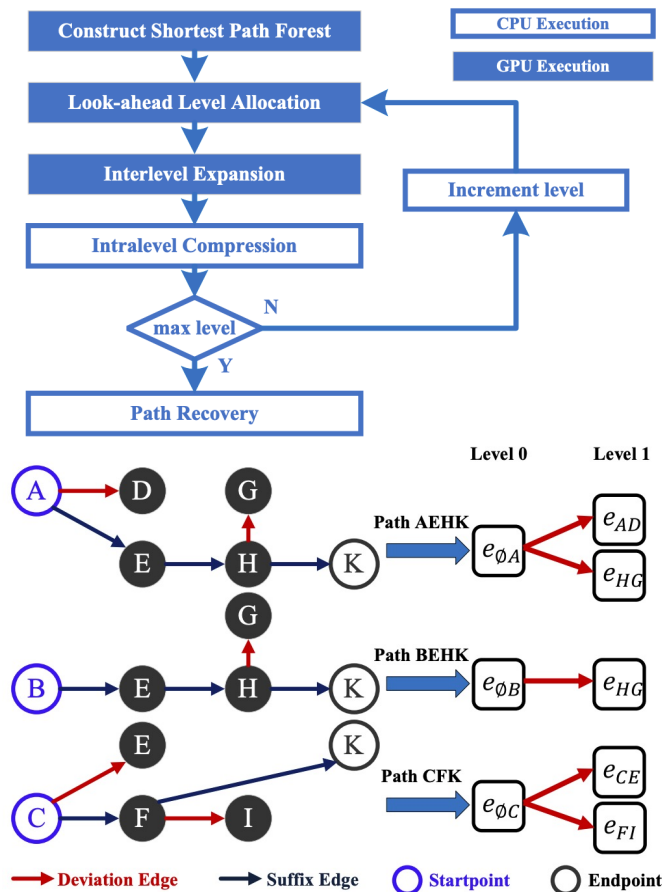 Construct Shortest Path Forest
CPU Execution
GPU Execution
Look-ahead Level Allocation
Interlevel Expansion
Increment level
Intralevel Compression
N
max level
Y
Path Recovery
Level 0 Level 1
A D G
Path AEHK
e∅A
eAD
eHG
E H K
G
Path BEHK
B E H K
e∅B
eHG
E K
Path CFK
C F I
e∅C
eCE
eFI
Deviation Edge Suffix Edge Startpoint Endpoint